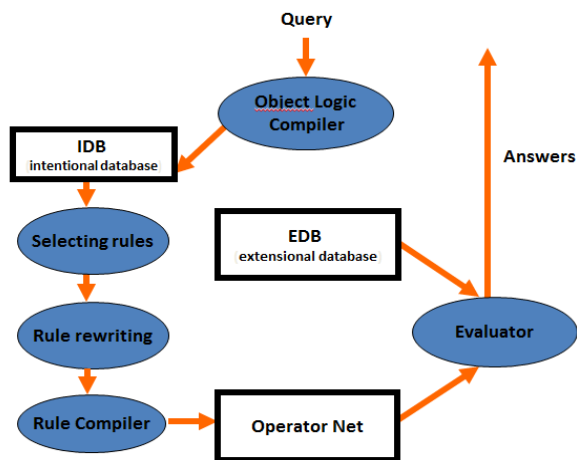 Query
Object Logic
Compiler
IDB
(intentional database)
Answers
Selecting rules
EDB
(extensional database)
Rule rewriting
Evaluator
Rule Compiler
Operator Net